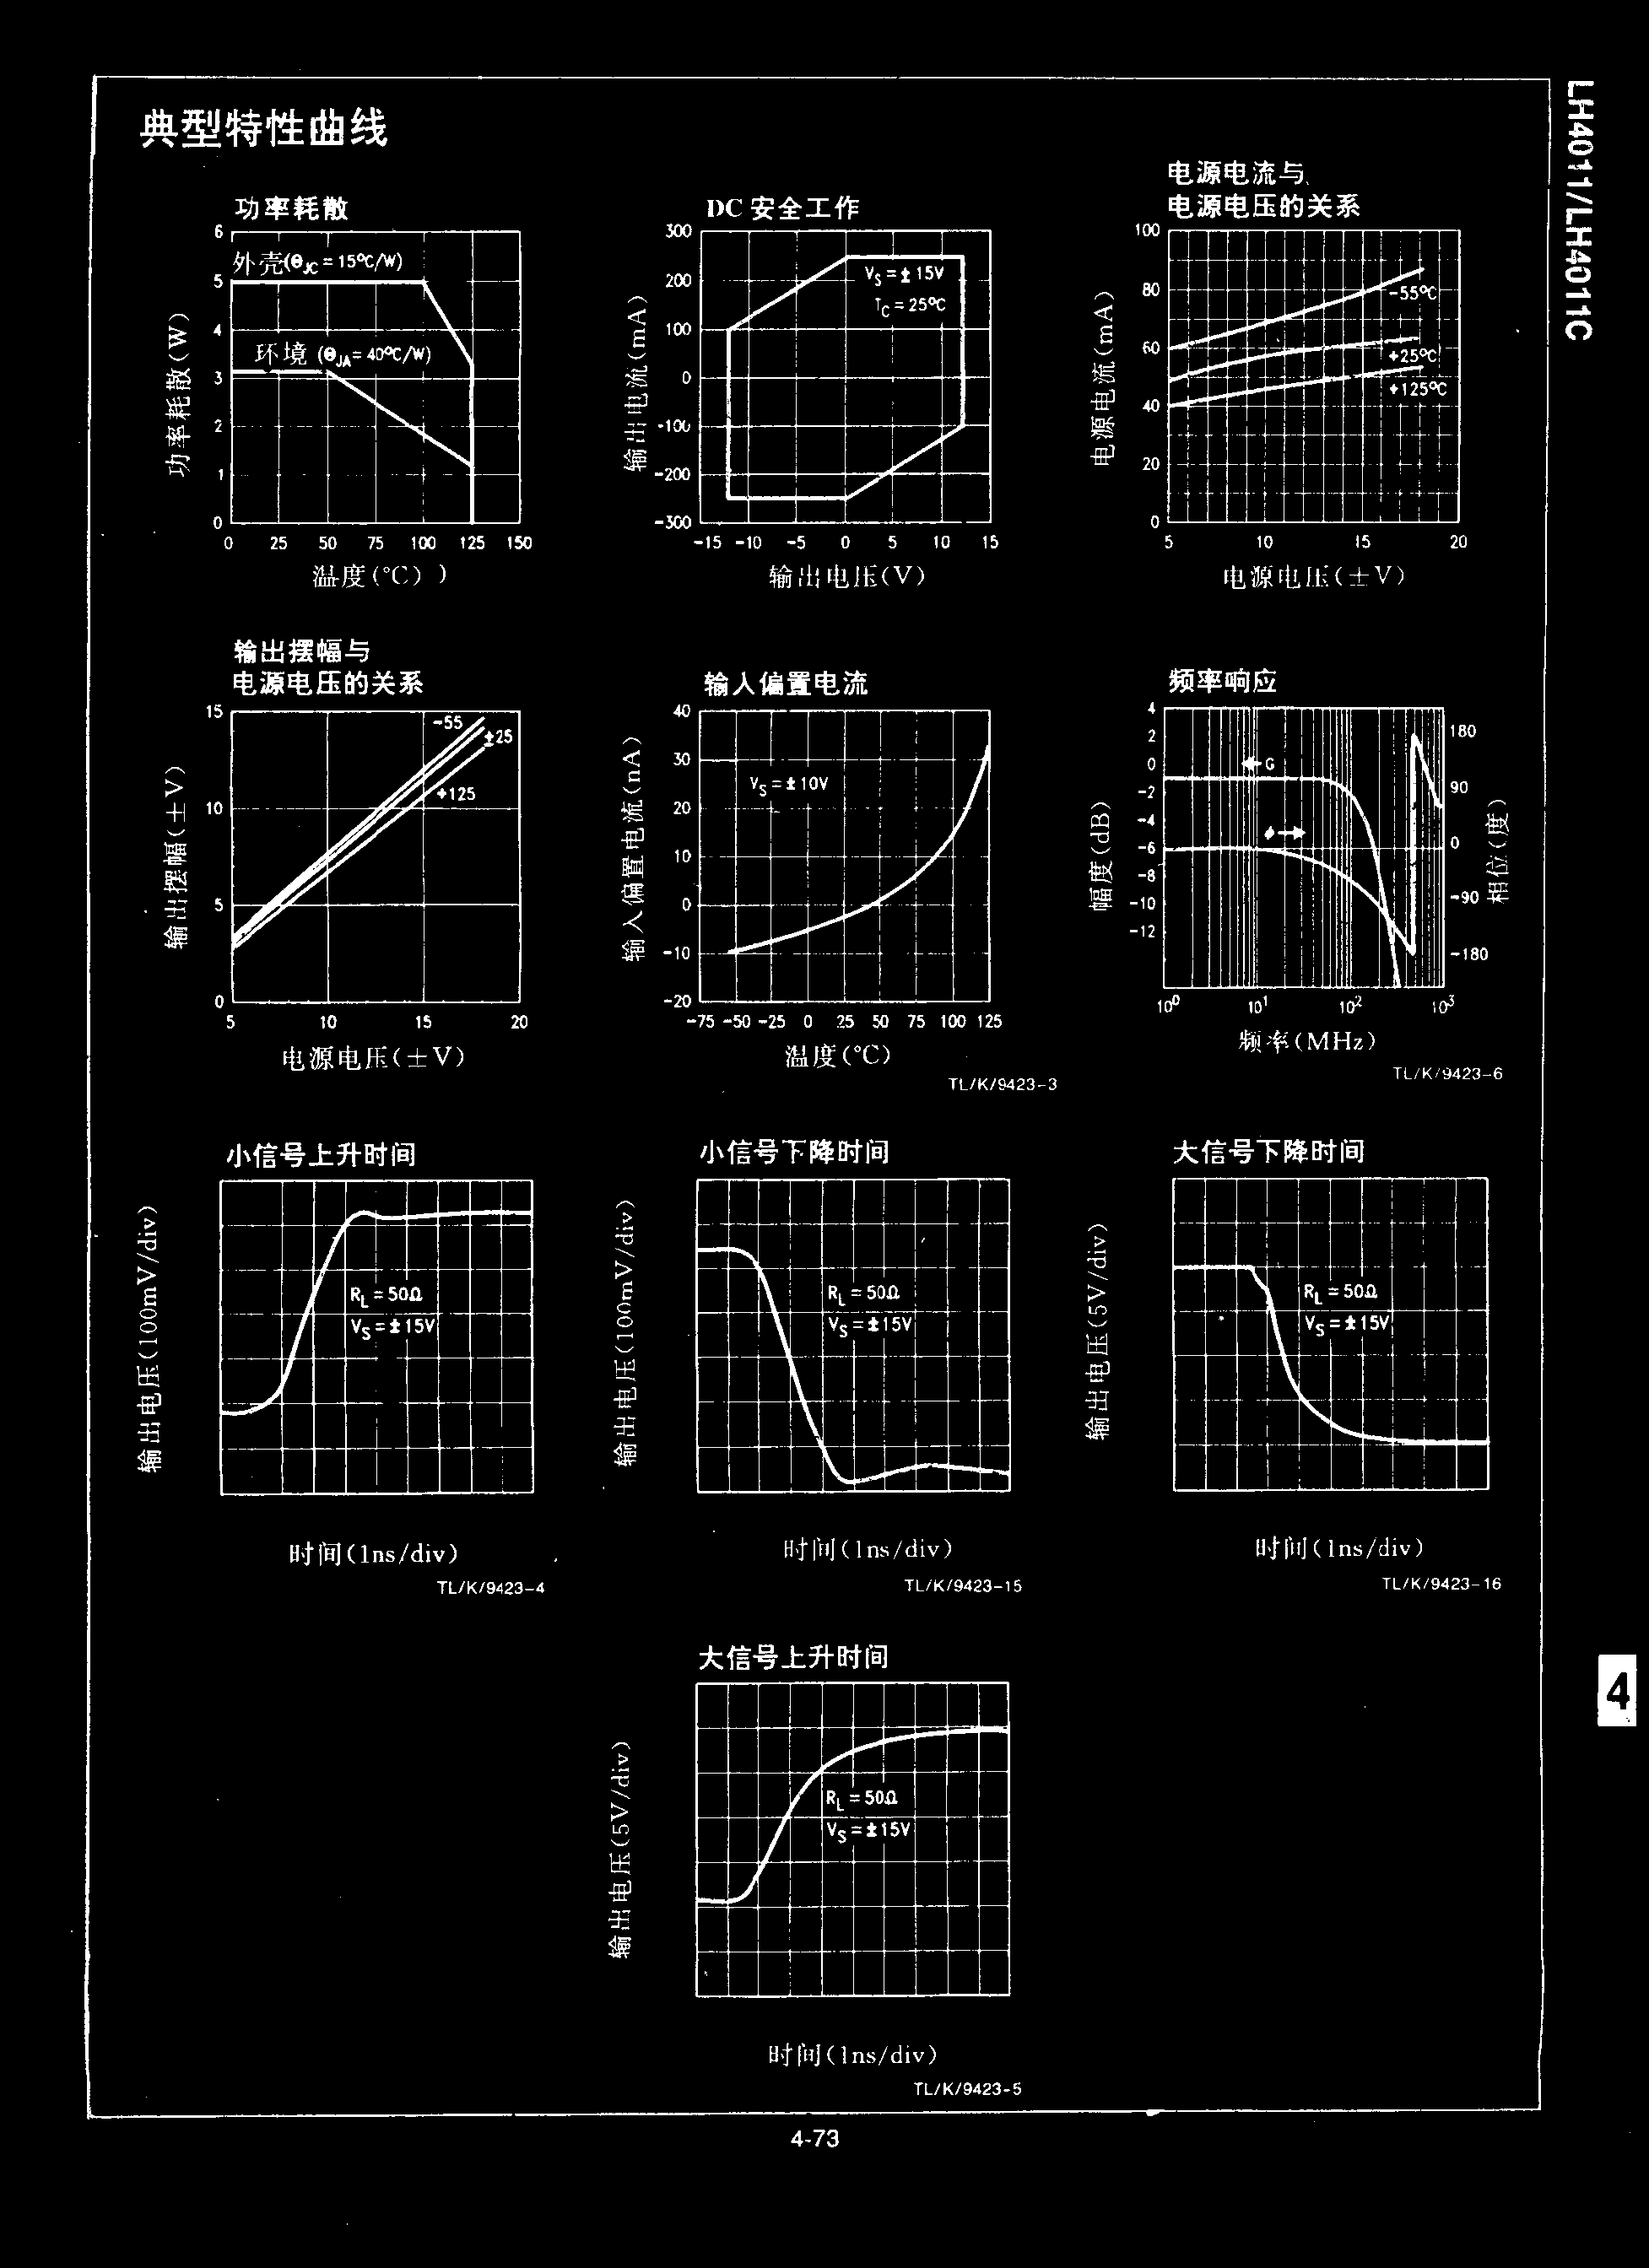 LH4011/LH4011C
典型特性曲线
功率耗散
6
5
4
3
2
1
0
外壳(θJC = 15°C/W)
环境 (θJA = 40°C/W)
功率耗散(W)
0 25 50 75 100 125 150
温度(℃) )
DC 安全工作
300
200
100
0
-100
-200
-300
VS = ± 15V
TC = 25°C
输出电流(mA)
-15 -10 -5 0 5 10 15
输出电压(V)
电源电流与
电源电压的关系
100
80
60
40
20
0
-55°C
+25°C
+125°C
电源电流(mA)
5 10 15 20
电源电压(±V)
输出摆幅与
电源电压的关系
15
10
5
0
-55
±25
+125
输出摆幅(±V)
5 10 15 20
电源电压(±V)
输入偏置电流
40
30
20
10
0
-10
-20
VS = ± 10V
输入偏置电流(nA)
-75 -50 -25 0 25 50 75 100 125
温度(℃)
TL/K/9423-3
频率响应
4
2
0
-2
-4
-6
-8
-10
-12
G
ϕ
180
90
0
-90
-180
幅度(dB)
相位(度)
10⁰ 10¹ 10² 10³
频率(MHz)
TL/K/9423-6
小信号上升时间
RL = 50Ω
VS = ±15V
输出电压(100mV/div)
时间(1ns/div)
TL/K/9423-4
小信号下降时间
RL = 50Ω
VS = ±15V
输出电压(100mV/div)
时间(1ns/div)
TL/K/9423-15
大信号下降时间
RL = 50Ω
VS = ±15V
输出电压(5V/div)
时间(1ns/div)
TL/K/9423-16
大信号上升时间
RL = 50Ω
VS = ±15V
输出电压(5V/div)
时间(1ns/div)
TL/K/9423-5
4
4-73